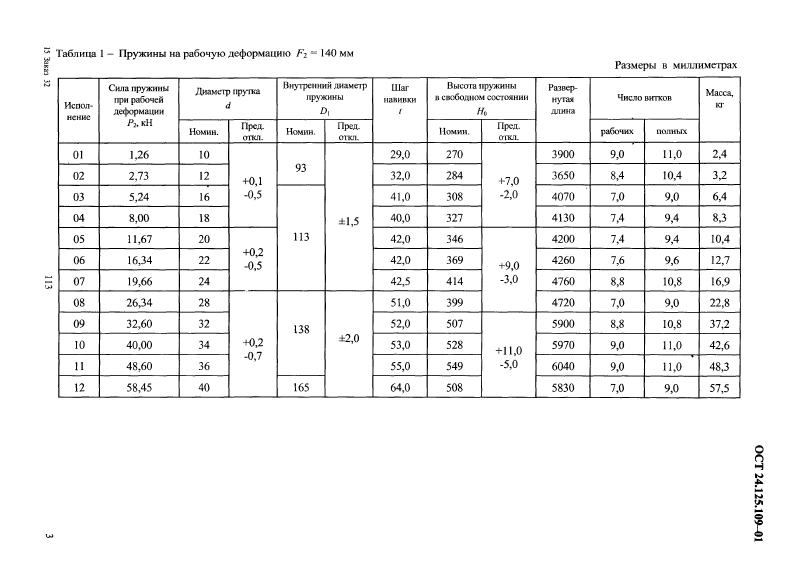 15 Заказ 32
Таблица 1 – Пружины на рабочую деформацию F2 = 140 мм
Размеры в миллиметрах
Исполнение | Сила пружины при рабочей деформации P2, кН | Диаметр прутка d | Внутренний диаметр пружины D1 | Шаг навивки t | Высота пружины в свободном состоянии H0 | Развернутая длина | Число витков | Масса, кг
Номин. | Пред. откл. | Номин. | Пред. откл. | Номин. | Пред. откл. | рабочих | полных
01 | 1,26 | 10 | +0,1 -0,5 | 93 | ±1,5 | 29,0 | 270 | +7,0 -2,0 | 3900 | 9,0 | 11,0 | 2,4
02 | 2,73 | 12 | 32,0 | 284 | 3650 | 8,4 | 10,4 | 3,2
03 | 5,24 | 16 | 113 | 41,0 | 308 | 4070 | 7,0 | 9,0 | 6,4
04 | 8,00 | 18 | 40,0 | 327 | 4130 | 7,4 | 9,4 | 8,3
05 | 11,67 | 20 | +0,2 -0,5 | 42,0 | 346 | +9,0 -3,0 | 4200 | 7,4 | 9,4 | 10,4
06 | 16,34 | 22 | 42,0 | 369 | 4260 | 7,6 | 9,6 | 12,7
07 | 19,66 | 24 | 42,5 | 414 | 4760 | 8,8 | 10,8 | 16,9
08 | 26,34 | 28 | +0,2 -0,7 | 138 | ±2,0 | 51,0 | 399 | 4720 | 7,0 | 9,0 | 22,8
09 | 32,60 | 32 | 52,0 | 507 | +11,0 -5,0 | 5900 | 8,8 | 10,8 | 37,2
10 | 40,00 | 34 | 53,0 | 528 | 5970 | 9,0 | 11,0 | 42,6
11 | 48,60 | 36 | 55,0 | 549 | 6040 | 9,0 | 11,0 | 48,3
12 | 58,45 | 40 | 165 | 64,0 | 508 | 5830 | 7,0 | 9,0 | 57,5
113
ОСТ 24.125.109–01
3